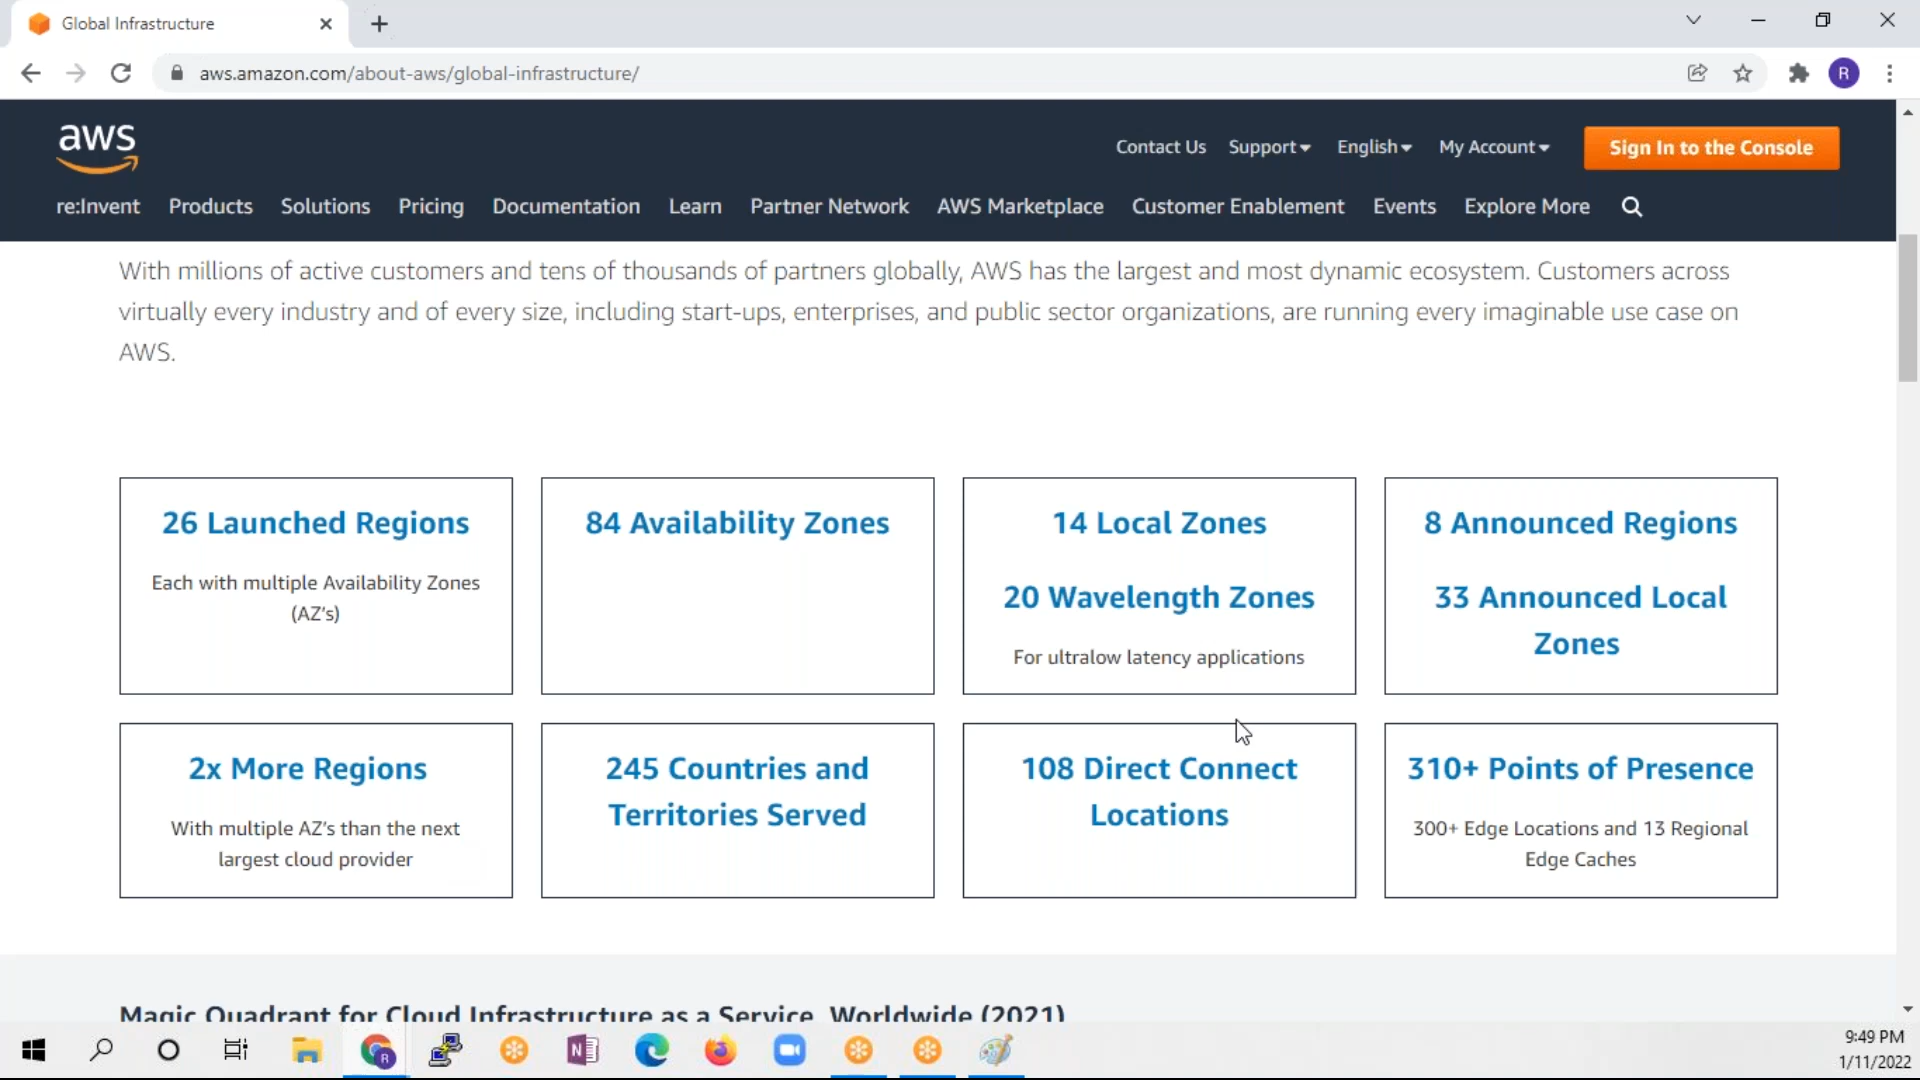 Global Infrastructure
aws.amazon.com/about-aws/global-infrastructure/
R
aws
Contact Us Support English My Account Sign In to the Console
re:Invent Products Solutions Pricing Documentation Learn Partner Network AWS Marketplace Customer Enablement Events Explore More
With millions of active customers and tens of thousands of partners globally, AWS has the largest and most dynamic ecosystem. Customers across
virtually every industry and of every size, including start-ups, enterprises, and public sector organizations, are running every imaginable use case on
AWS.
26 Launched Regions
Each with multiple Availability Zones
(AZ's)
84 Availability Zones
14 Local Zones
20 Wavelength Zones
For ultralow latency applications
8 Announced Regions
33 Announced Local
Zones
2x More Regions
With multiple AZ's than the next
largest cloud provider
245 Countries and
Territories Served
108 Direct Connect
Locations
310+ Points of Presence
300+ Edge Locations and 13 Regional
Edge Caches
Magic Quadrant for Cloud Infrastructure as a Service, Worldwide (2021)
R
N
9:49 PM
1/11/2022